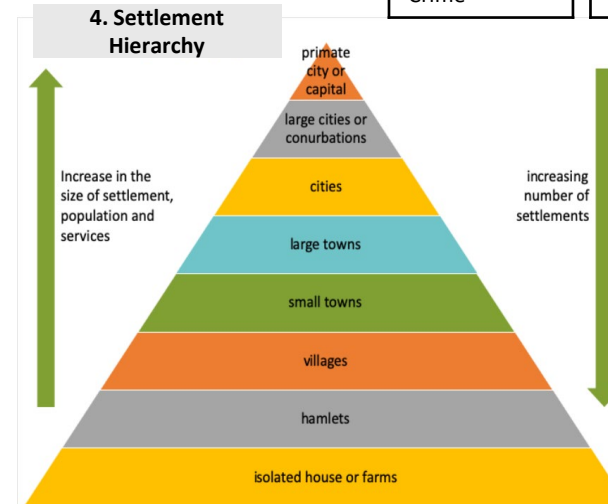 Crime
4. Settlement
Hierarchy
primate
city or
capital
large cities or
conurbations
Increase in the
size of settlement,
population and
services
increasing
number of
settlements
cities
large towns
small towns
villages
hamlets
isolated house or farms